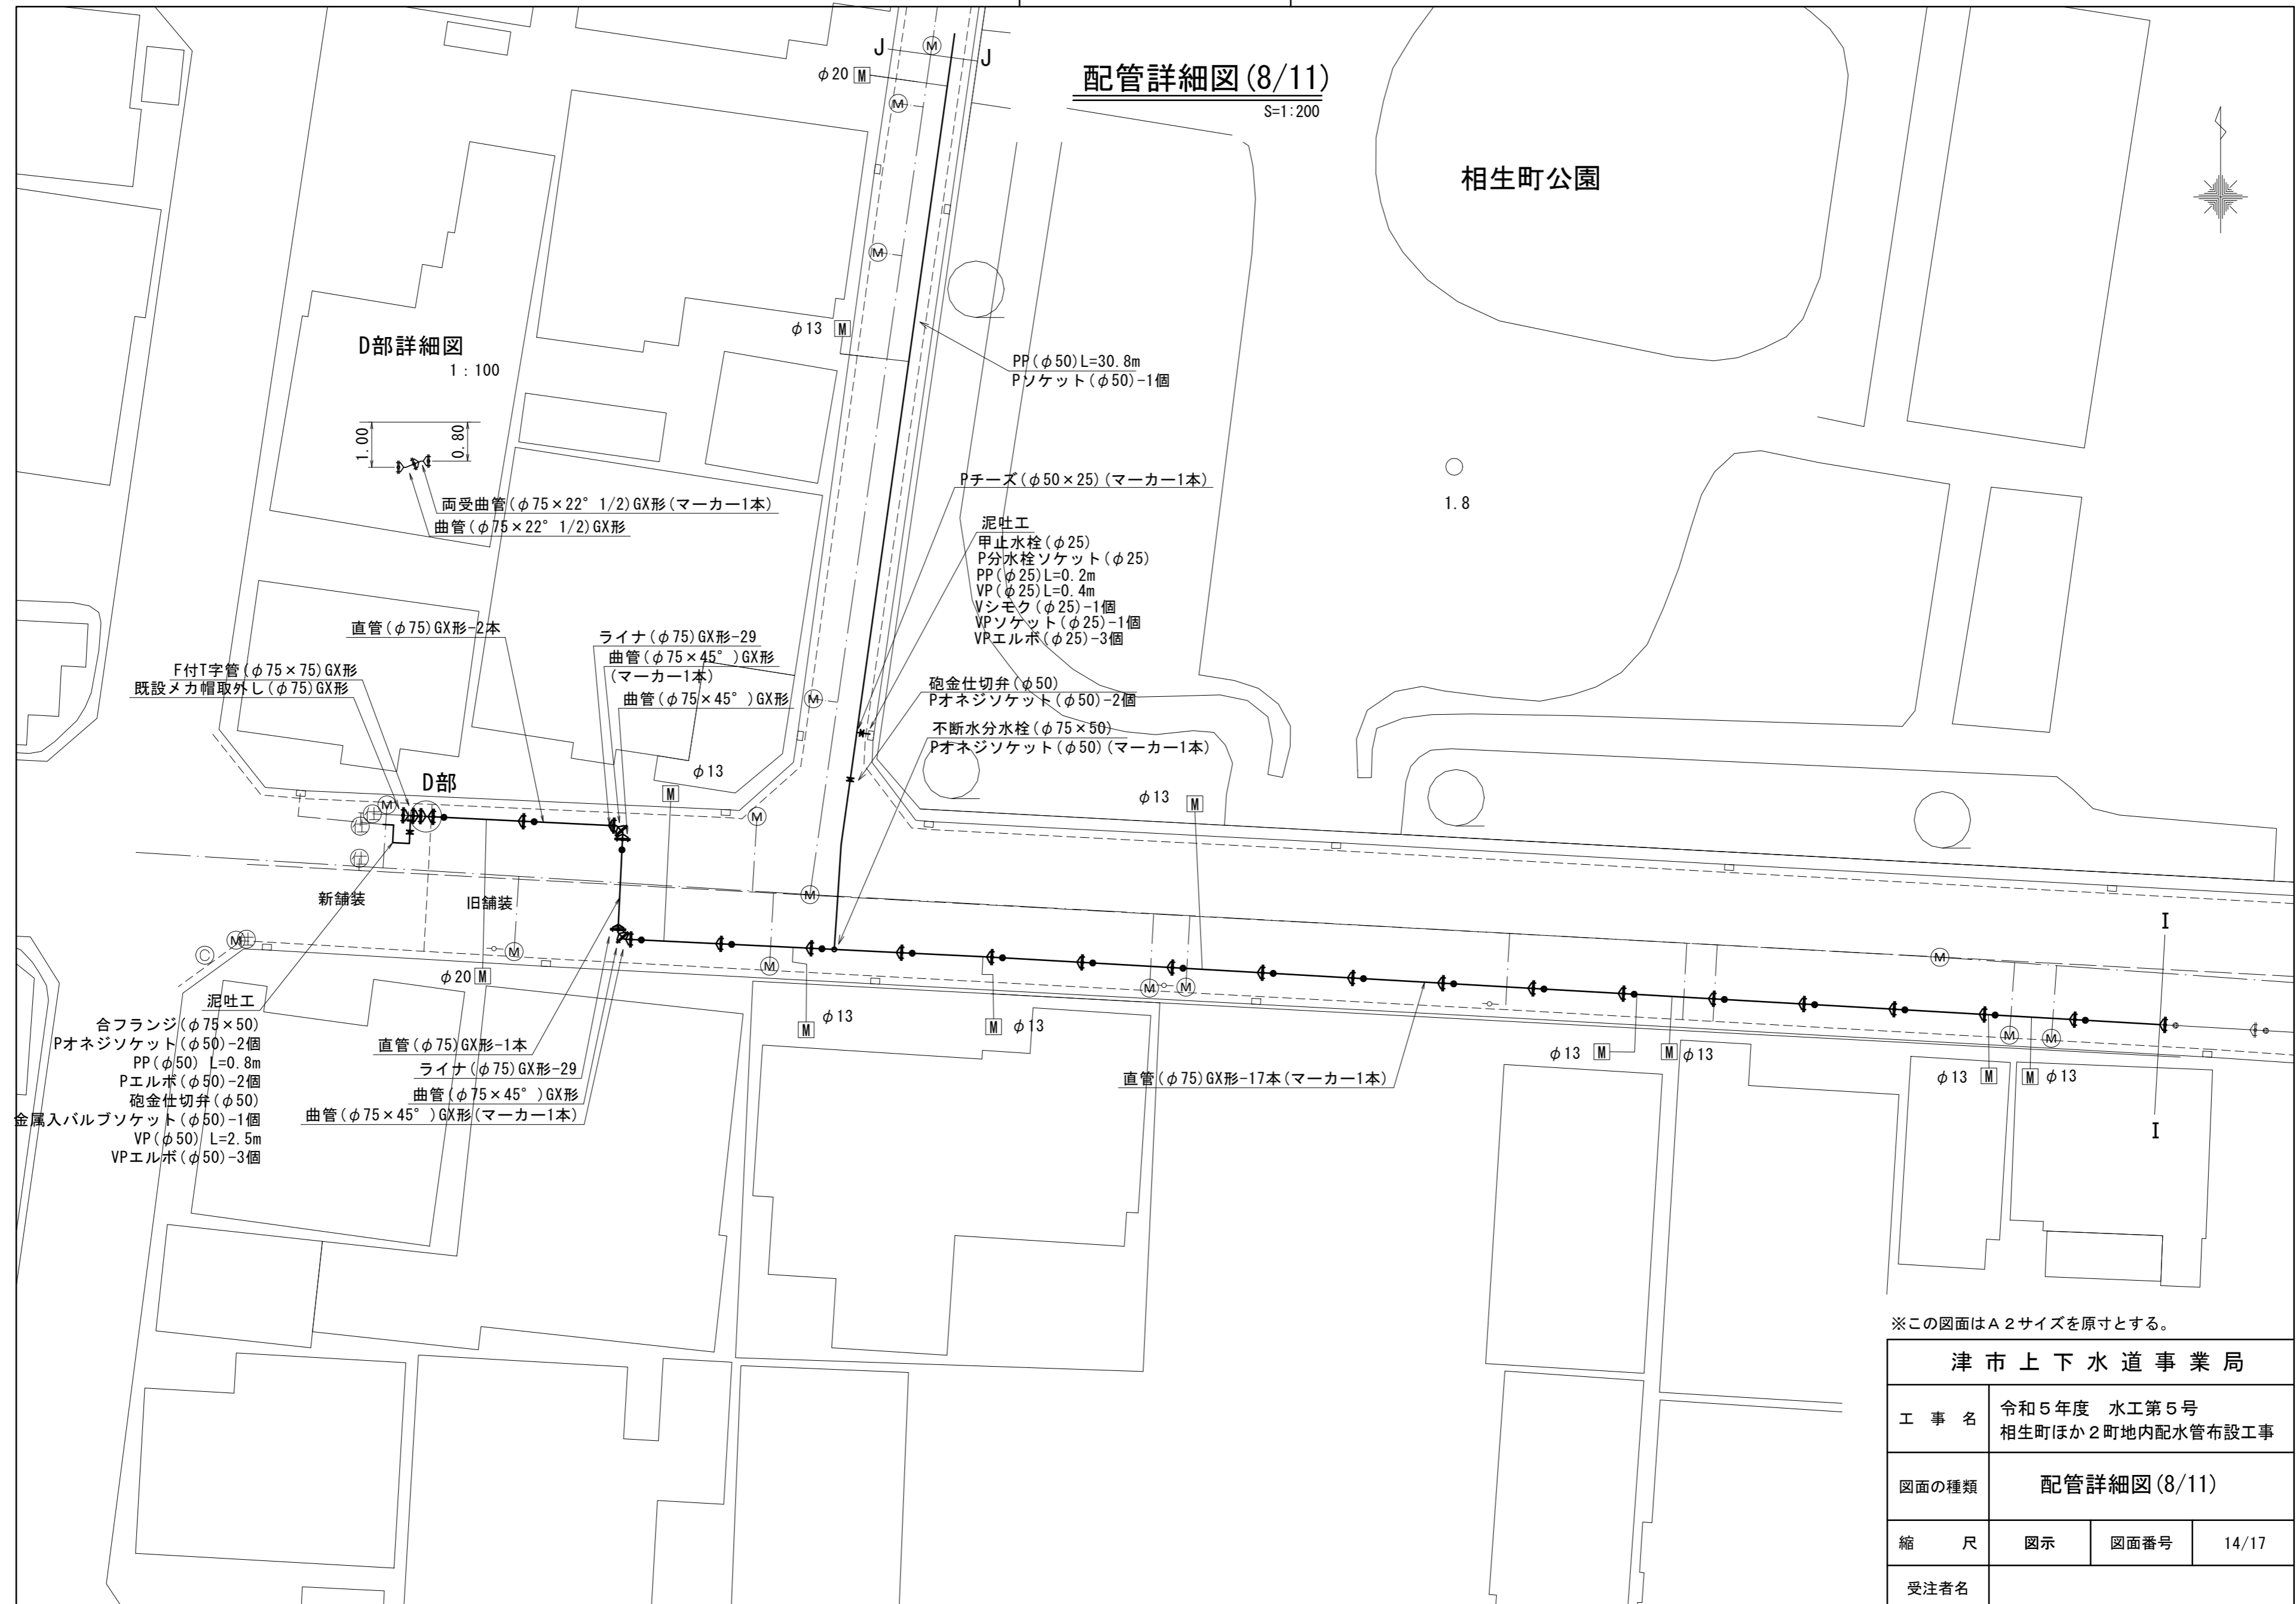 配管詳細図(8/11)
S=1:200
J
J
M
φ20 M
M
M
相生町公園
D部詳細図
1：100
1.00
0.80
両受曲管(φ75×22° 1/2)GX形(マーカー1本)
曲管(φ75×22° 1/2)GX形
φ13 M
PP(φ50)L=30.8m
Pソケット(φ50)-1個
1.8
Pチーズ(φ50×25)(マーカー1本)
泥吐工
甲止水栓(φ25)
P分水栓ソケット(φ25)
PP(φ25)L=0.2m
VP(φ25)L=0.4m
Vシモク(φ25)-1個
VPソケット(φ25)-1個
VPエルボ(φ25)-3個
砲金仕切弁(φ50)
Pオネジソケット(φ50)-2個
不断水分水栓(φ75×50)
Pオネジソケット(φ50)(マーカー1本)
直管(φ75)GX形-2本
F付T字管(φ75×75)GX形
既設メカ帽取外し(φ75)GX形
ライナ(φ75)GX形-29
曲管(φ75×45°)GX形
(マーカー1本)
曲管(φ75×45°)GX形
M
D部
φ13
M
φ13 M
M
仕
仕
仕
M
M
新舗装
旧舗装
M
仕
C
M
φ20 M
M
M
M
M
I
I
泥吐工
合フランジ(φ75×50)
Pオネジソケット(φ50)-2個
PP(φ50) L=0.8m
Pエルボ(φ50)-2個
砲金仕切弁(φ50)
金属入バルブソケット(φ50)-1個
VP(φ50) L=2.5m
VPエルボ(φ50)-3個
直管(φ75)GX形-1本
ライナ(φ75)GX形-29
曲管(φ75×45°)GX形
曲管(φ75×45°)GX形(マーカー1本)
M φ13
M φ13
直管(φ75)GX形-17本(マーカー1本)
φ13 M
M φ13
M
M
φ13 M
M φ13
※この図面はA2サイズを原寸とする。
津市上下水道事業局
工事名
令和5年度 水工第5号
相生町ほか2町地内配水管布設工事
図面の種類
配管詳細図(8/11)
縮尺
図示
図面番号
14/17
受注者名